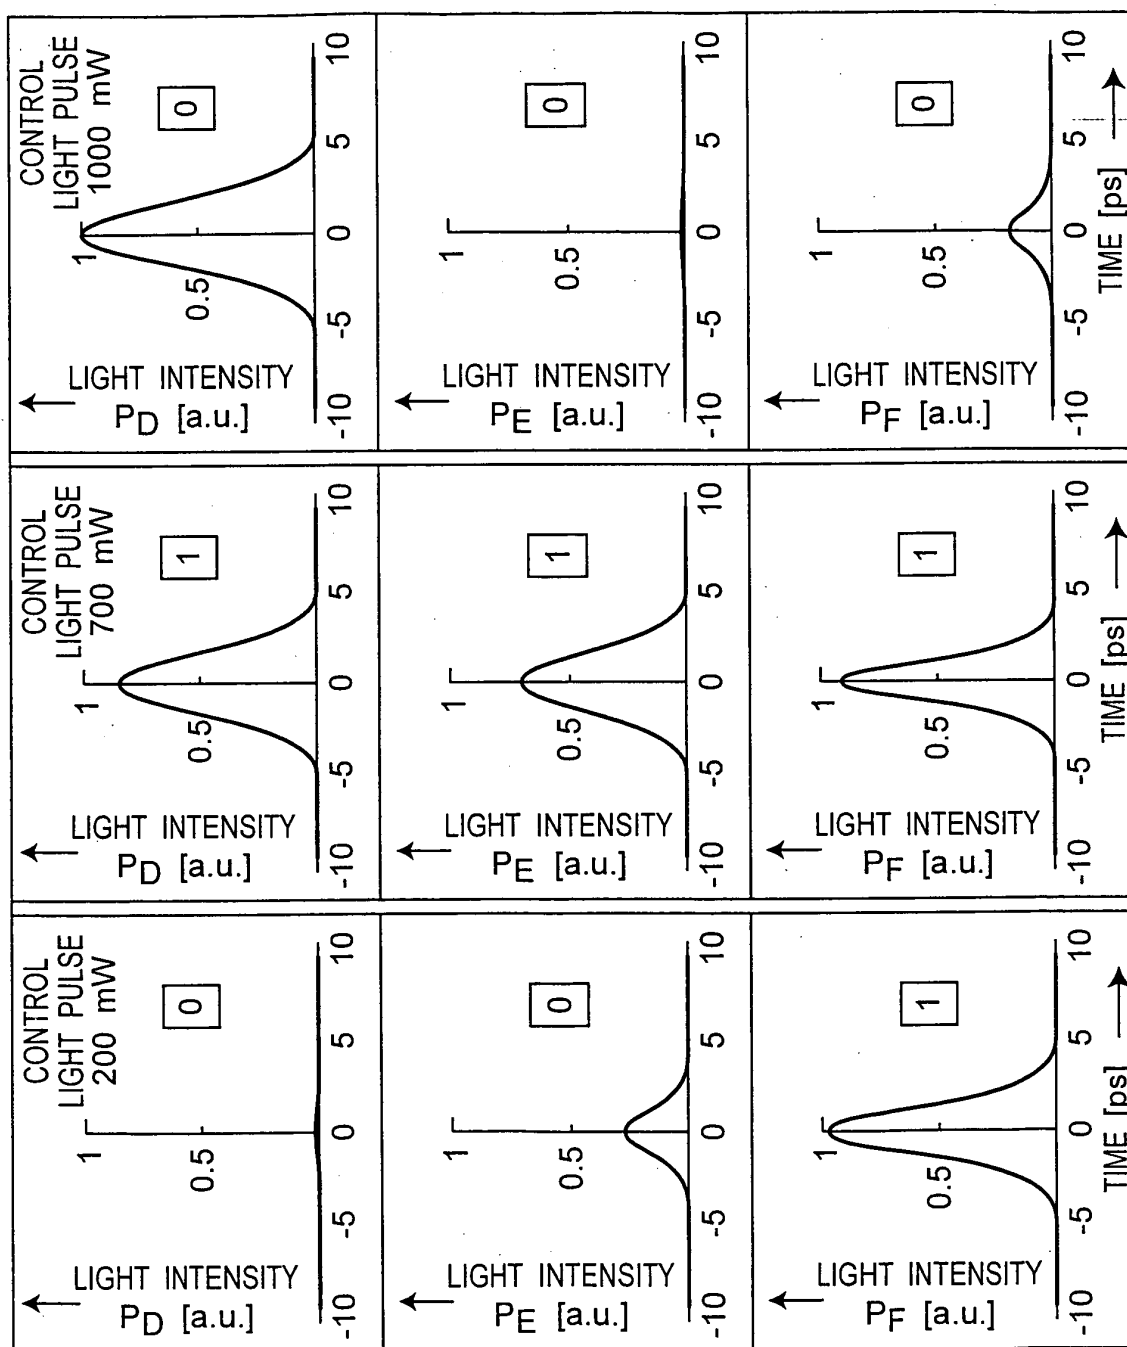 CONTROL
LIGHT PULSE
200 mW
LIGHT INTENSITY
PD [a.u.]
1
0.5
0
-10 -5 0 5 10
LIGHT INTENSITY
PE [a.u.]
1
0.5
0
-10 -5 0 5 10
LIGHT INTENSITY
PF [a.u.]
1
0.5
1
-10 -5 0 5 10
TIME [ps]
CONTROL
LIGHT PULSE
700 mW
LIGHT INTENSITY
PD [a.u.]
1
0.5
1
-10 -5 0 5 10
LIGHT INTENSITY
PE [a.u.]
1
0.5
1
-10 -5 0 5 10
LIGHT INTENSITY
PF [a.u.]
1
0.5
1
-10 -5 0 5 10
TIME [ps]
CONTROL
LIGHT PULSE
1000 mW
LIGHT INTENSITY
PD [a.u.]
1
0.5
0
-10 -5 0 5 10
LIGHT INTENSITY
PE [a.u.]
1
0.5
0
-10 -5 0 5 10
LIGHT INTENSITY
PF [a.u.]
1
0.5
0
-10 -5 0 5 10
TIME [ps]